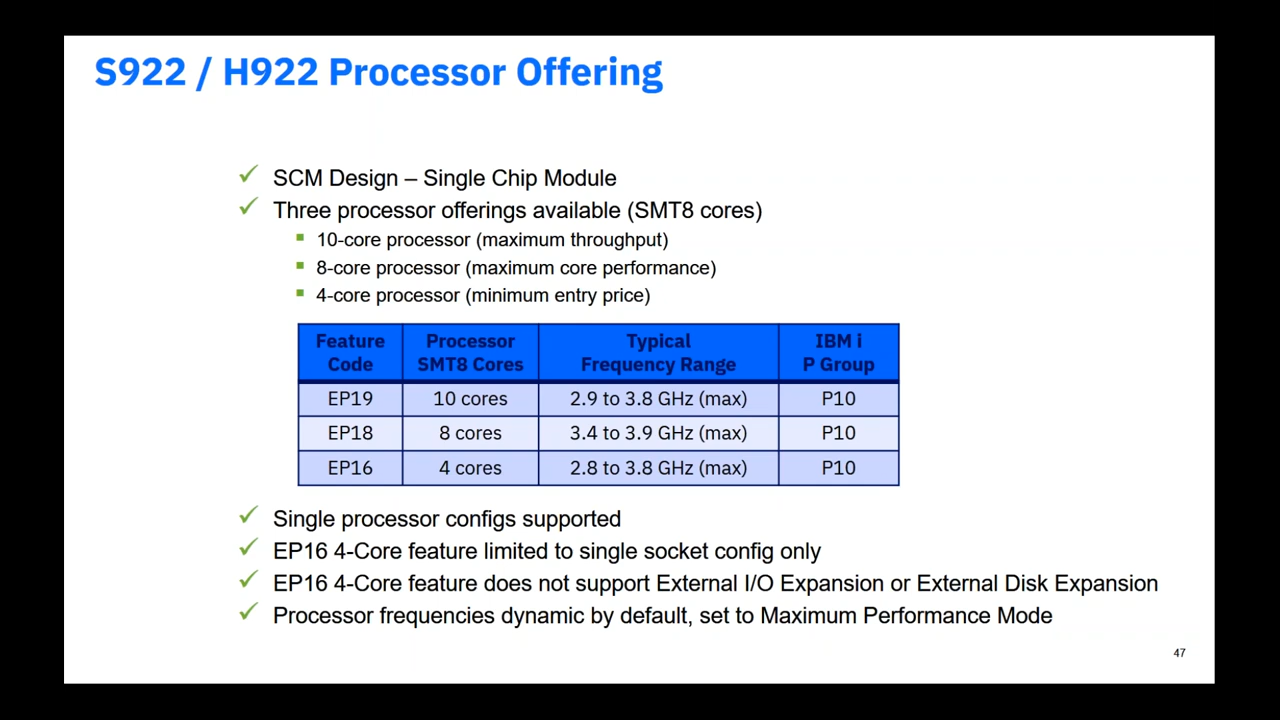 S922 / H922 Processor Offering
✓ SCM Design – Single Chip Module
✓ Three processor offerings available (SMT8 cores)
▪ 10-core processor (maximum throughput)
▪ 8-core processor (maximum core performance)
▪ 4-core processor (minimum entry price)
Feature Code | Processor SMT8 Cores | Typical Frequency Range | IBM i P Group
EP19 | 10 cores | 2.9 to 3.8 GHz (max) | P10
EP18 | 8 cores | 3.4 to 3.9 GHz (max) | P10
EP16 | 4 cores | 2.8 to 3.8 GHz (max) | P10
✓ Single processor configs supported
✓ EP16 4-Core feature limited to single socket config only
✓ EP16 4-Core feature does not support External I/O Expansion or External Disk Expansion
✓ Processor frequencies dynamic by default, set to Maximum Performance Mode
47